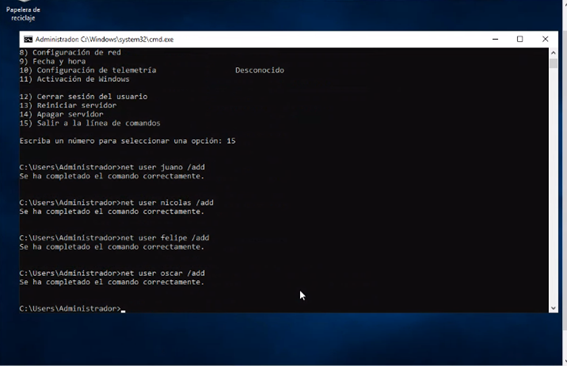 Papelera de
reciclaje
Administrador: C:\Windows\system32\cmd.exe
8) Configuración de red
9) Fecha y hora
10) Configuración de telemetría Desconocido
11) Activación de Windows
12) Cerrar sesión del usuario
13) Reiniciar servidor
14) Apagar servidor
15) Salir a la línea de comandos
Escriba un número para seleccionar una opción: 15
C:\Users\Administrador>net user juano /add
Se ha completado el comando correctamente.
C:\Users\Administrador>net user nicolas /add
Se ha completado el comando correctamente.
C:\Users\Administrador>net user felipe /add
Se ha completado el comando correctamente.
C:\Users\Administrador>net user oscar /add
Se ha completado el comando correctamente.
C:\Users\Administrador>_